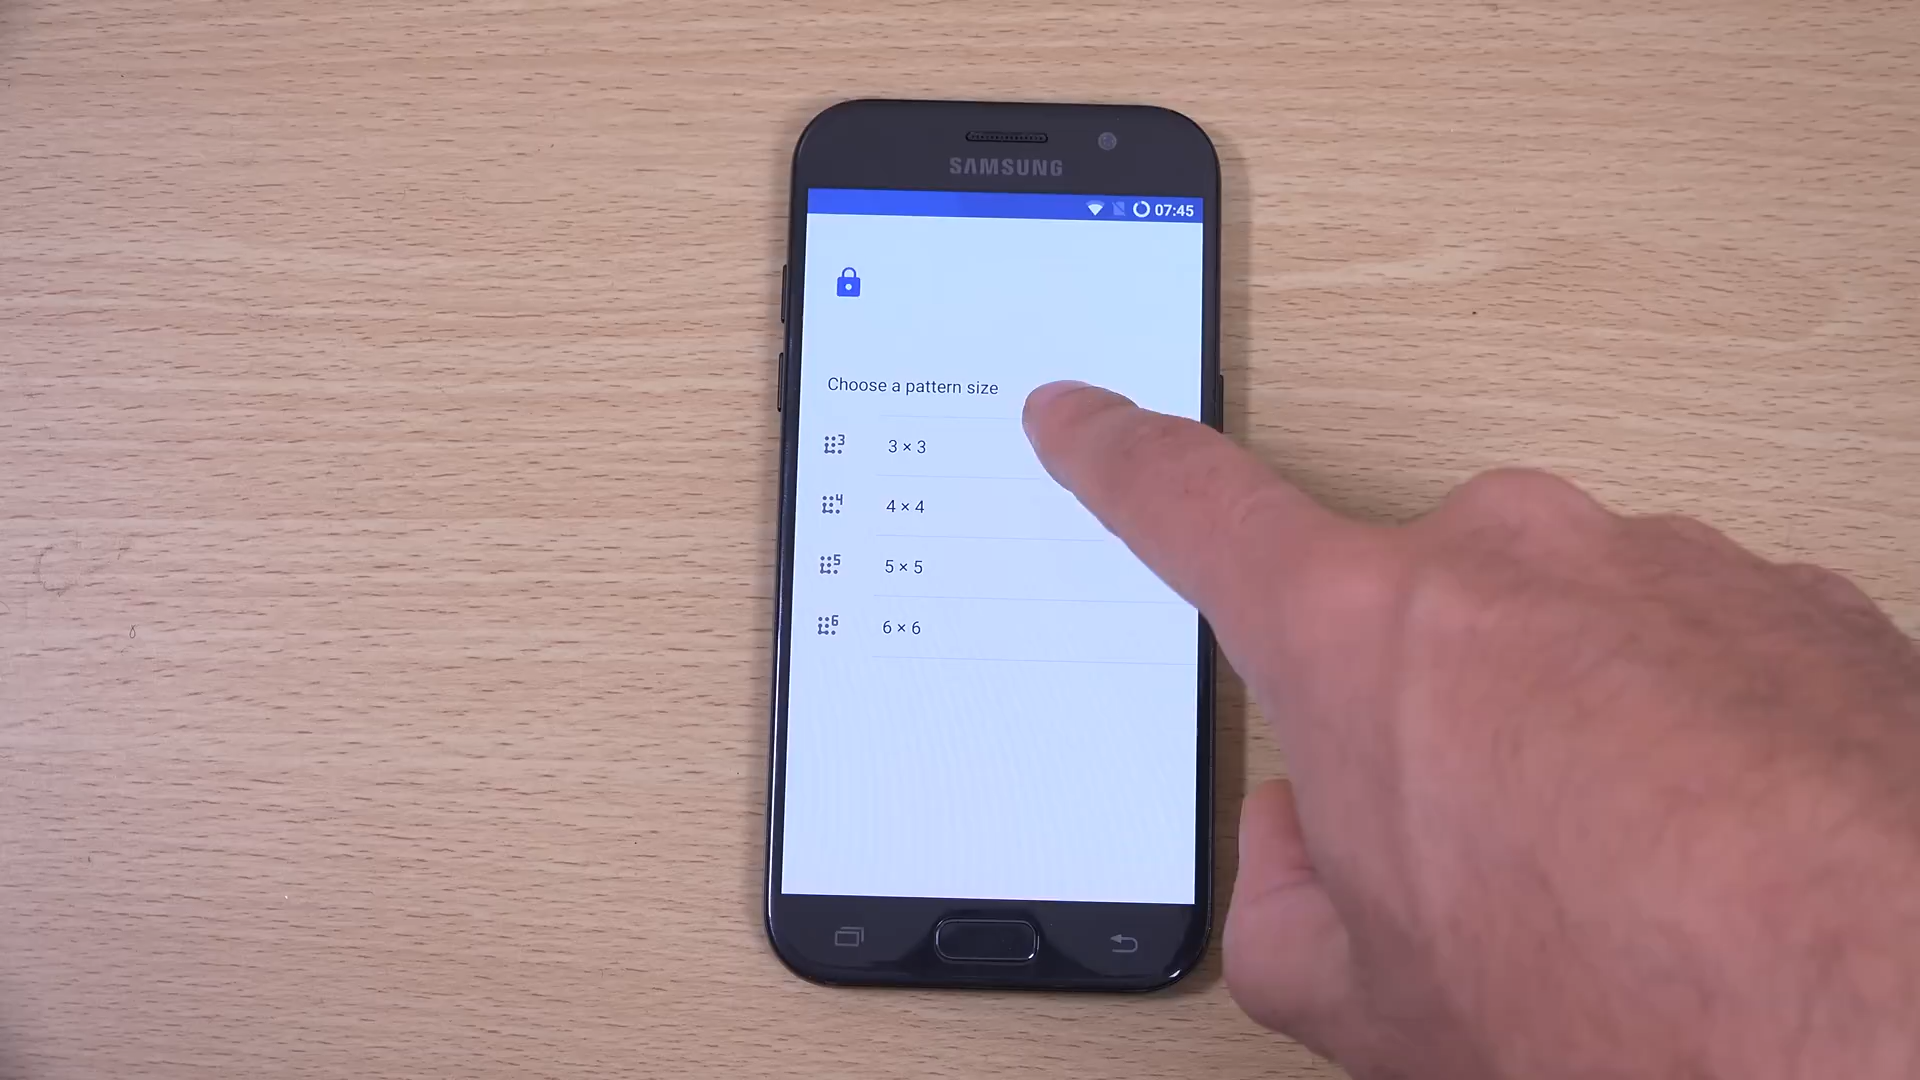 SAMSUNG
07:45
Choose a pattern size
3 3 × 3
4 4 × 4
5 5 × 5
6 6 × 6